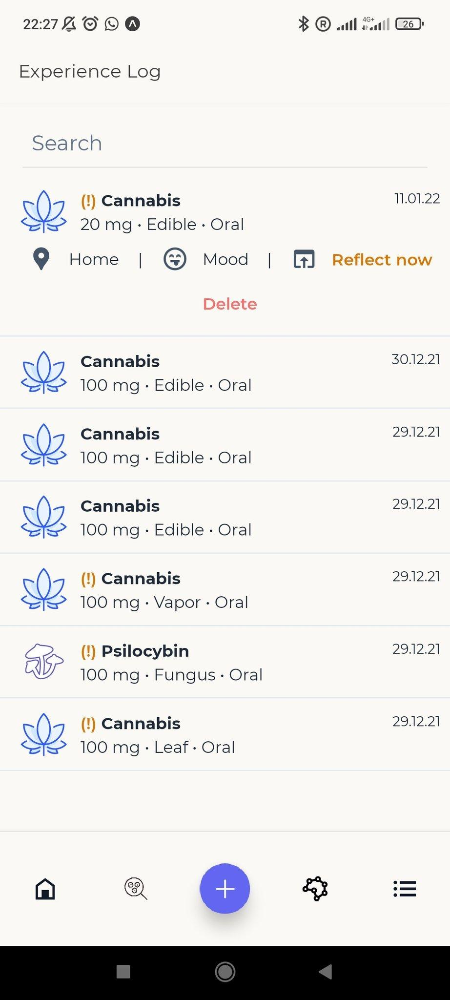 22:27 R 4G+ 26
Experience Log
Search
(!) Cannabis 11.01.22
20 mg • Edible • Oral
Home | Mood | Reflect now
Delete
Cannabis 30.12.21
100 mg • Edible • Oral
Cannabis 29.12.21
100 mg • Edible • Oral
Cannabis 29.12.21
100 mg • Edible • Oral
(!) Cannabis 29.12.21
100 mg • Vapor • Oral
(!) Psilocybin 29.12.21
100 mg • Fungus • Oral
(!) Cannabis 29.12.21
100 mg • Leaf • Oral